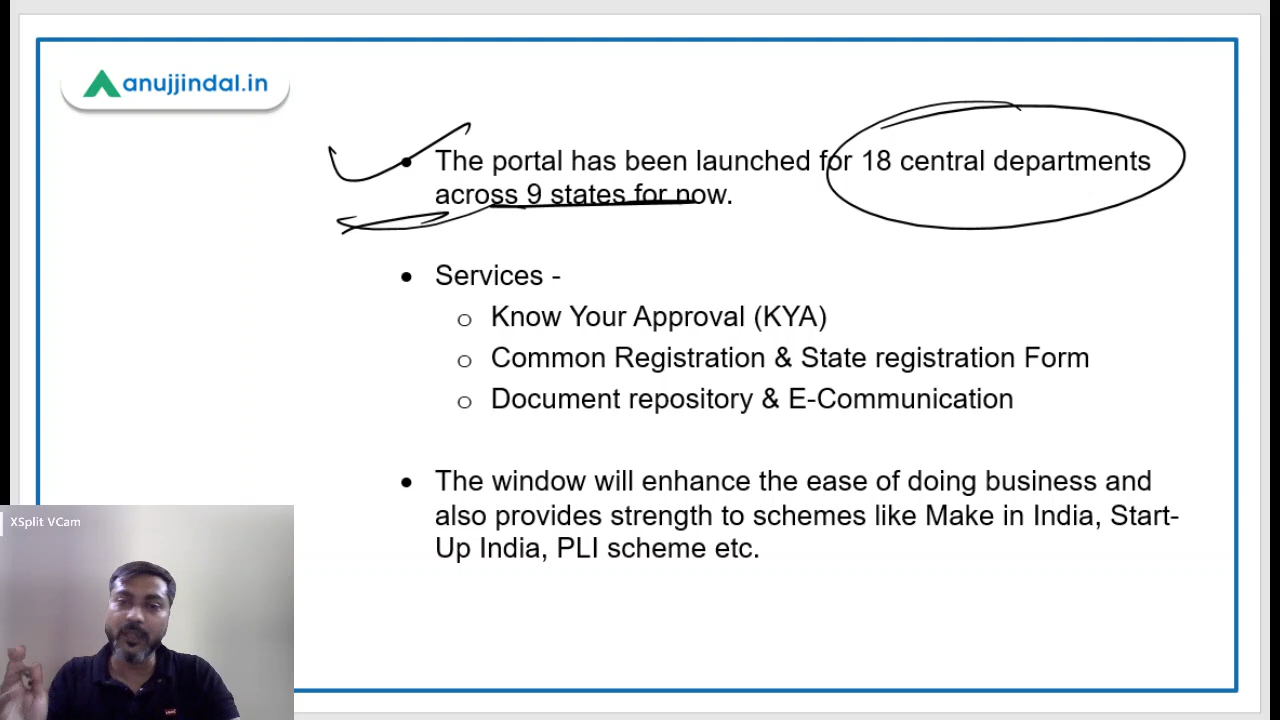 anujjindal.in
• The portal has been launched for 18 central departments
across 9 states for now.
• Services -
o Know Your Approval (KYA)
o Common Registration & State registration Form
o Document repository & E-Communication
• The window will enhance the ease of doing business and
also provides strength to schemes like Make in India, Start-
Up India, PLI scheme etc.
XSplit VCam